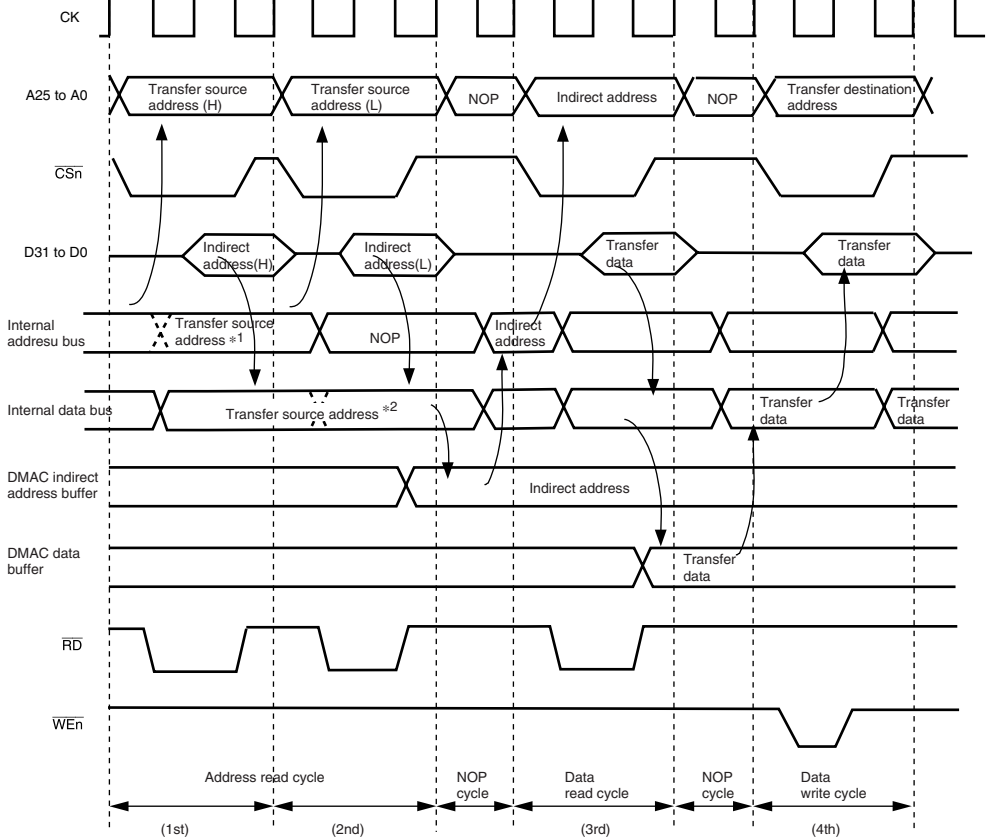 CK
A25 to A0
Transfer source
address (H)
Transfer source
address (L)
NOP
Indirect address
NOP
Transfer destination
address
CSn
D31 to D0
Indirect
address(H)
Indirect
address(L)
Transfer
data
Transfer
data
Internal
addresu bus
Transfer source
address *1
NOP
Indirect
address
Internal data bus
Transfer source address *2
Transfer
data
Transfer
data
DMAC indirect
address buffer
Indirect address
DMAC data
buffer
Transfer
data
RD
WEn
Address read cycle
NOP
cycle
Data
read cycle
NOP
cycle
Data
write cycle
(1st)
(2nd)
(3rd)
(4th)